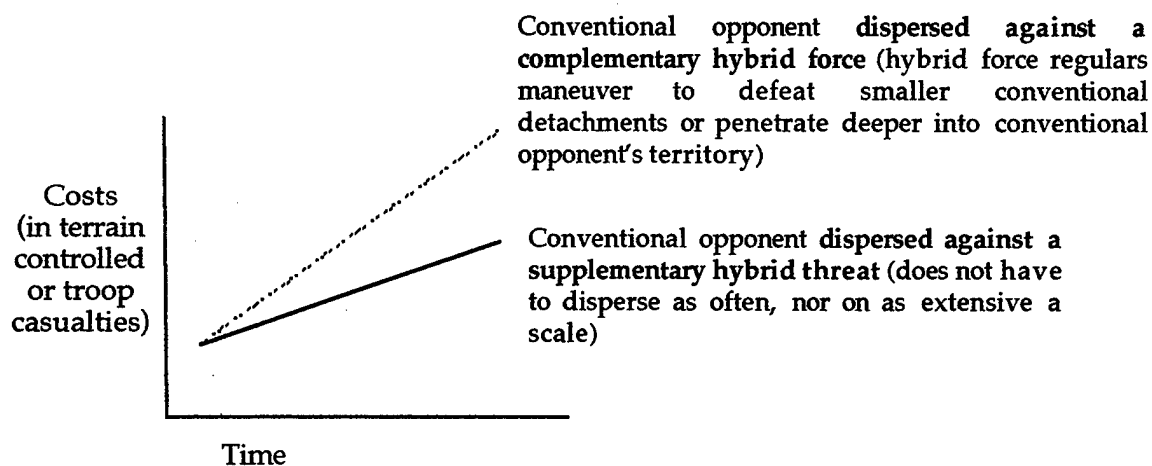 Conventional opponent dispersed against a
complementary hybrid force (hybrid force regulars
maneuver to defeat smaller conventional
detachments or penetrate deeper into conventional
opponent's territory)
Costs
(in terrain
controlled
or troop
casualties)
Conventional opponent dispersed against a
supplementary hybrid threat (does not have
to disperse as often, nor on as extensive a
scale)
Time